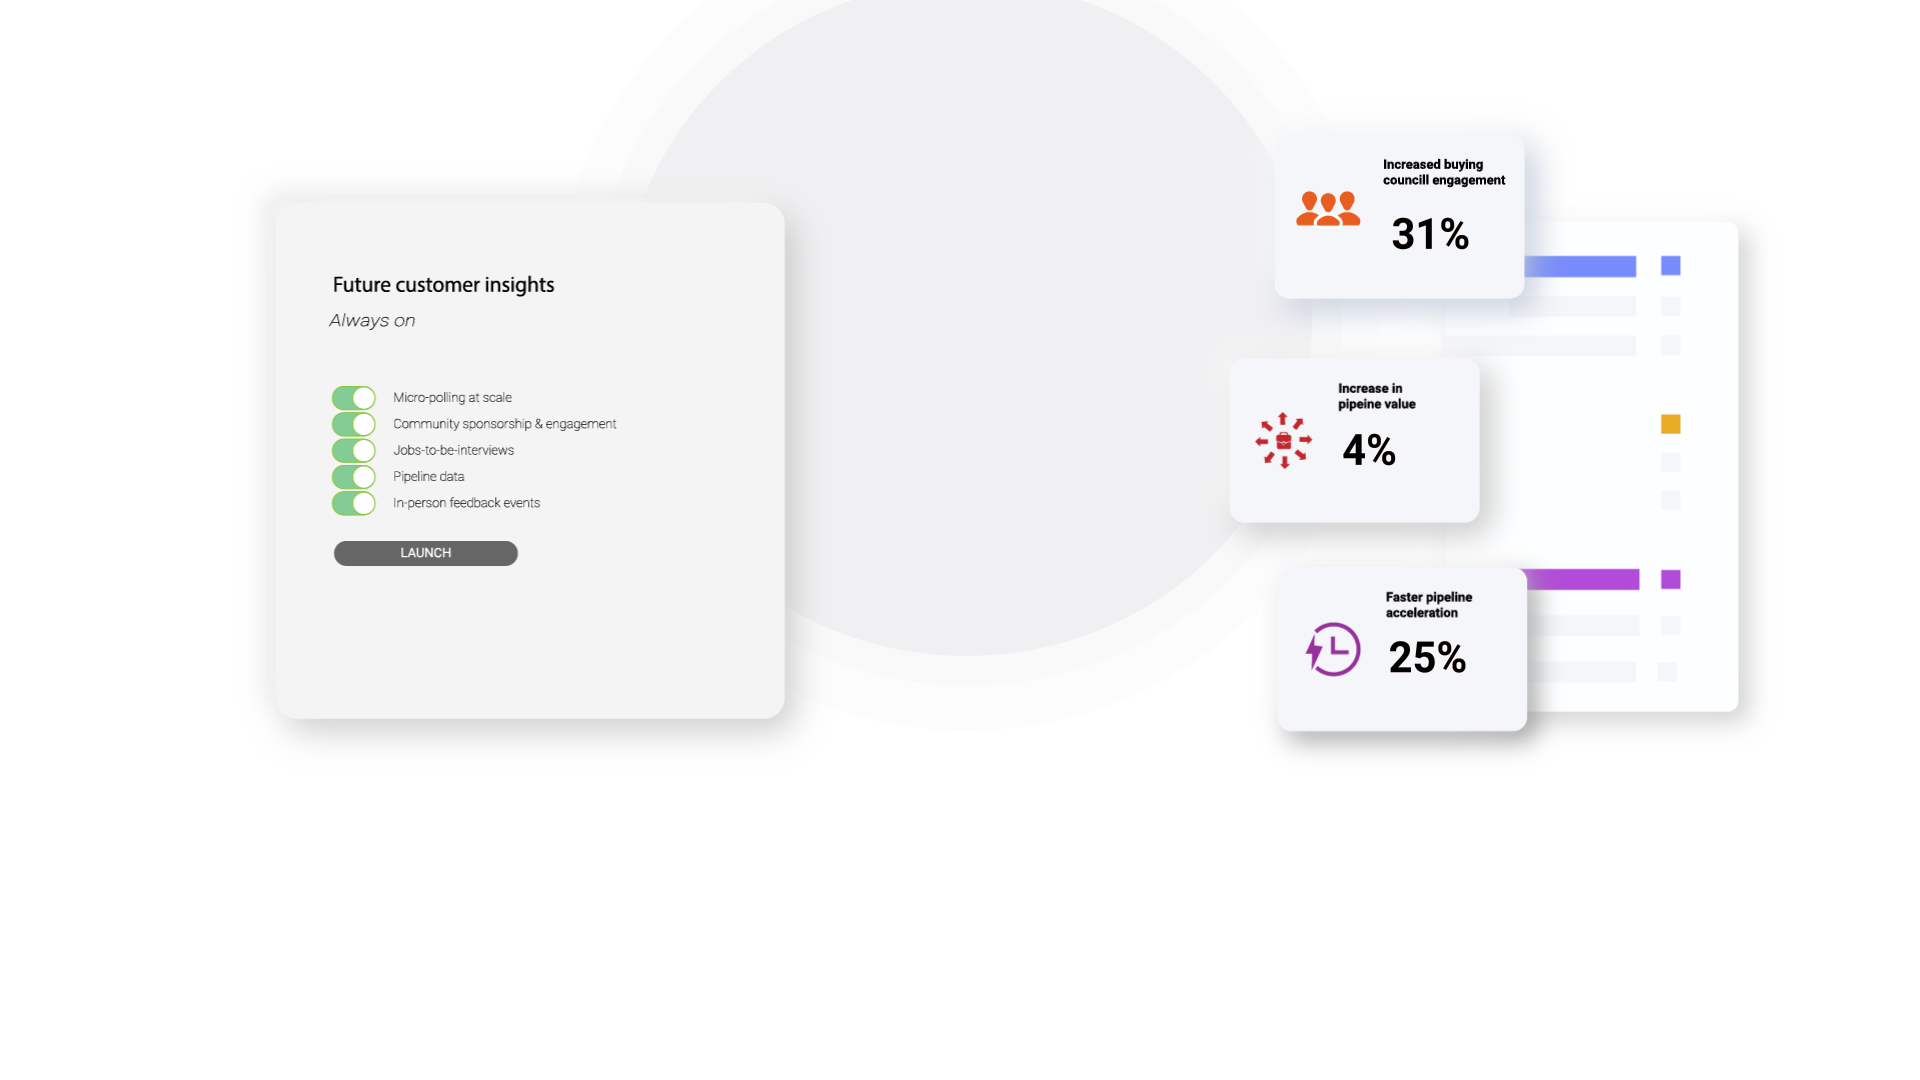 Future customer insights
Always on
Micro-polling at scale
Community sponsorship & engagement
Jobs-to-be-interviews
Pipeline data
In-person feedback events
LAUNCH
Increased buying
councill engagement
31%
Increase in
pipeine value
4%
Faster pipeline
acceleration
25%